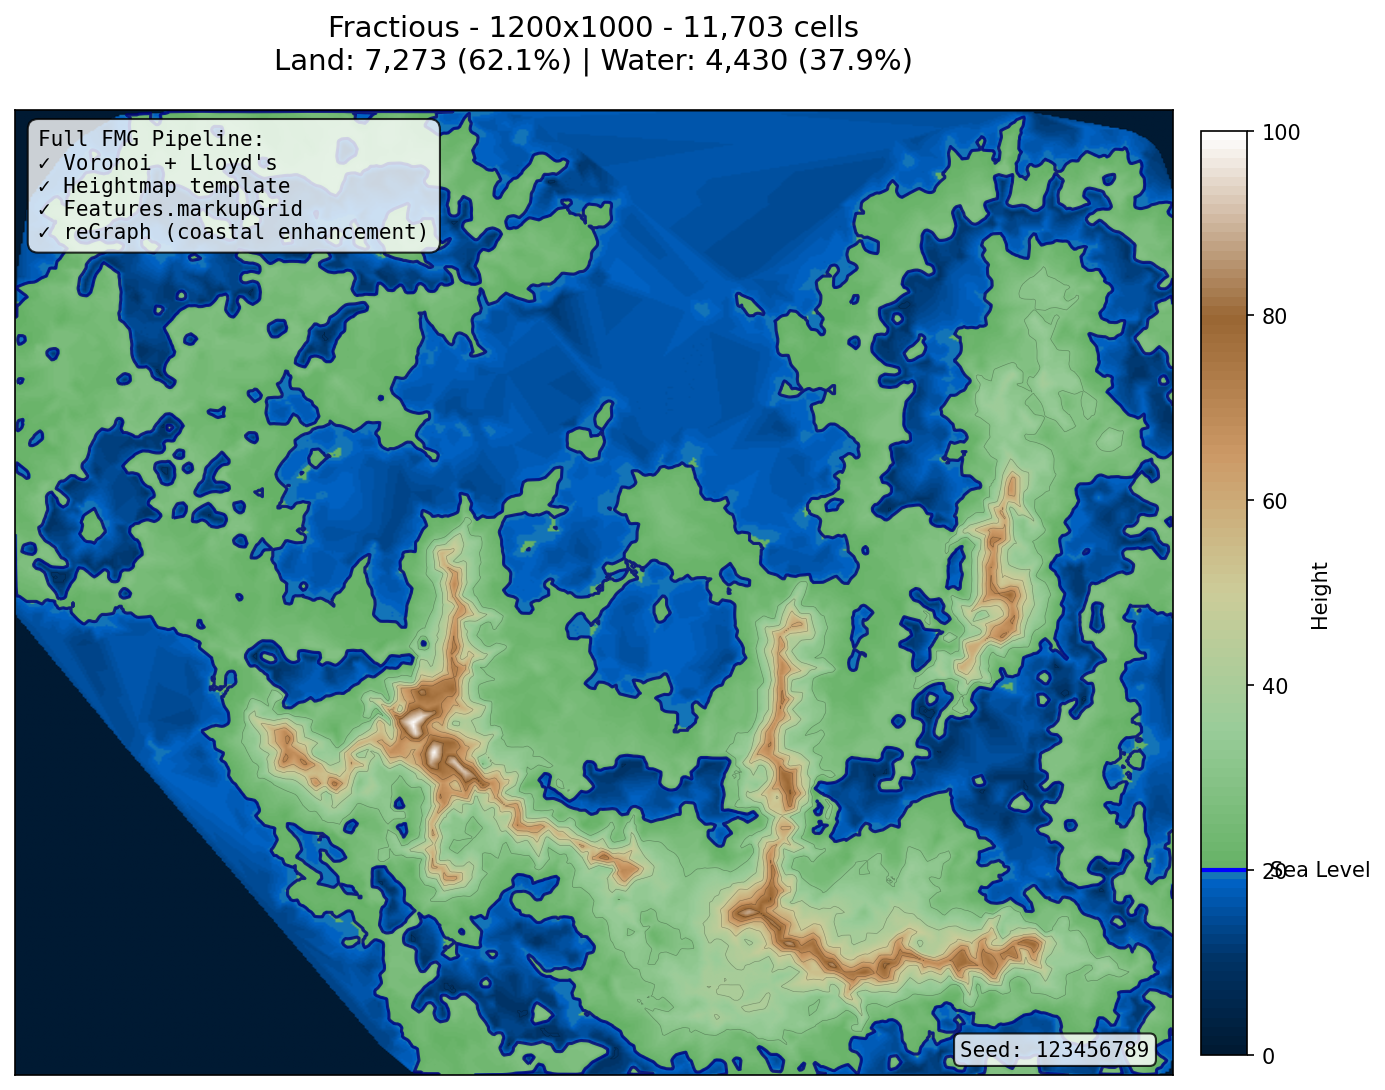 Fractious - 1200x1000 - 11,703 cells
Land: 7,273 (62.1%) | Water: 4,430 (37.9%)
Full FMG Pipeline:
✓ Voronoi + Lloyd's
✓ Heightmap template
✓ Features.markupGrid
✓ reGraph (coastal enhancement)
100
80
60
40
20
0
Sea Level
Height
Seed: 123456789